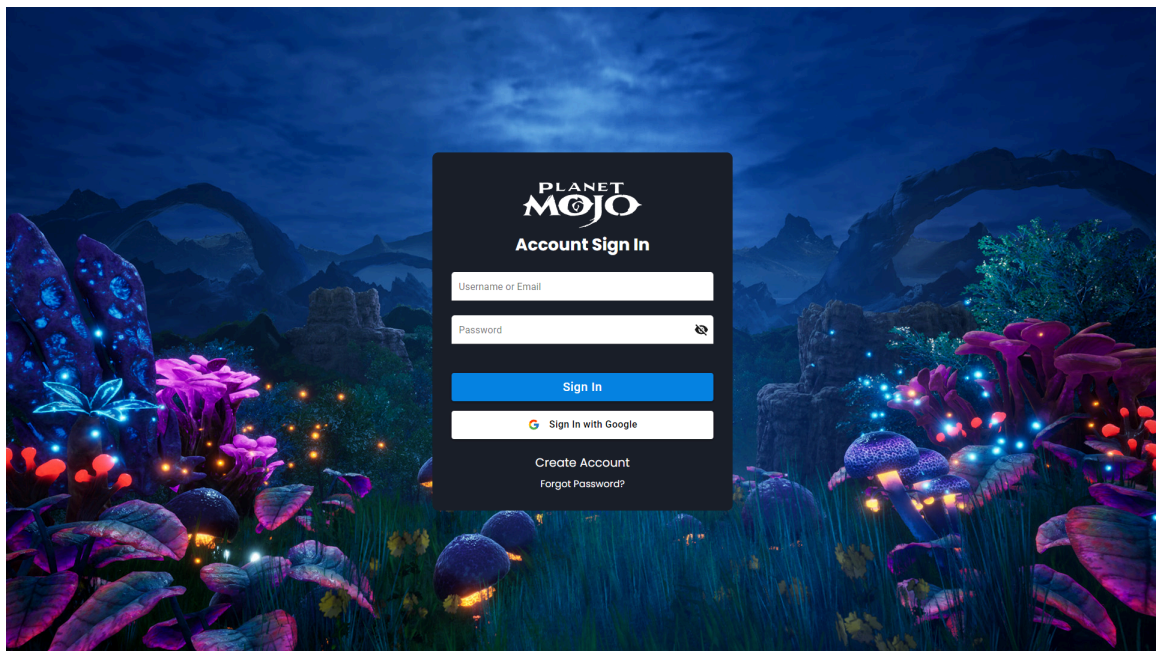 PLANET
MOJO
Account Sign In
Username or Email
Password
Sign In
Sign In with Google
Create Account
Forgot Password?